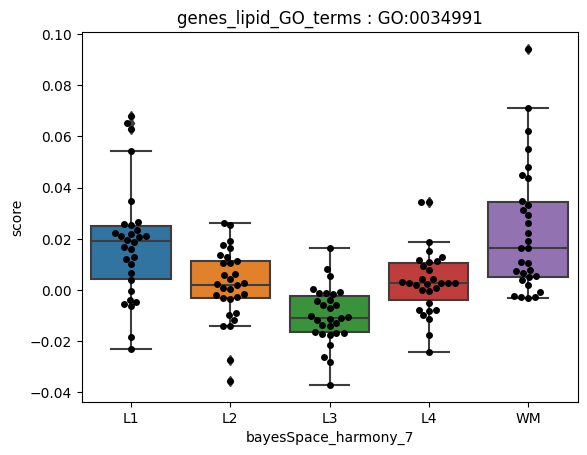 genes_lipid_GO_terms : GO:0034991
0.10
0.08
0.06
0.04
0.02
0.00
−0.02
−0.04
score
L1 L2 L3 L4 WM
bayesSpace_harmony_7